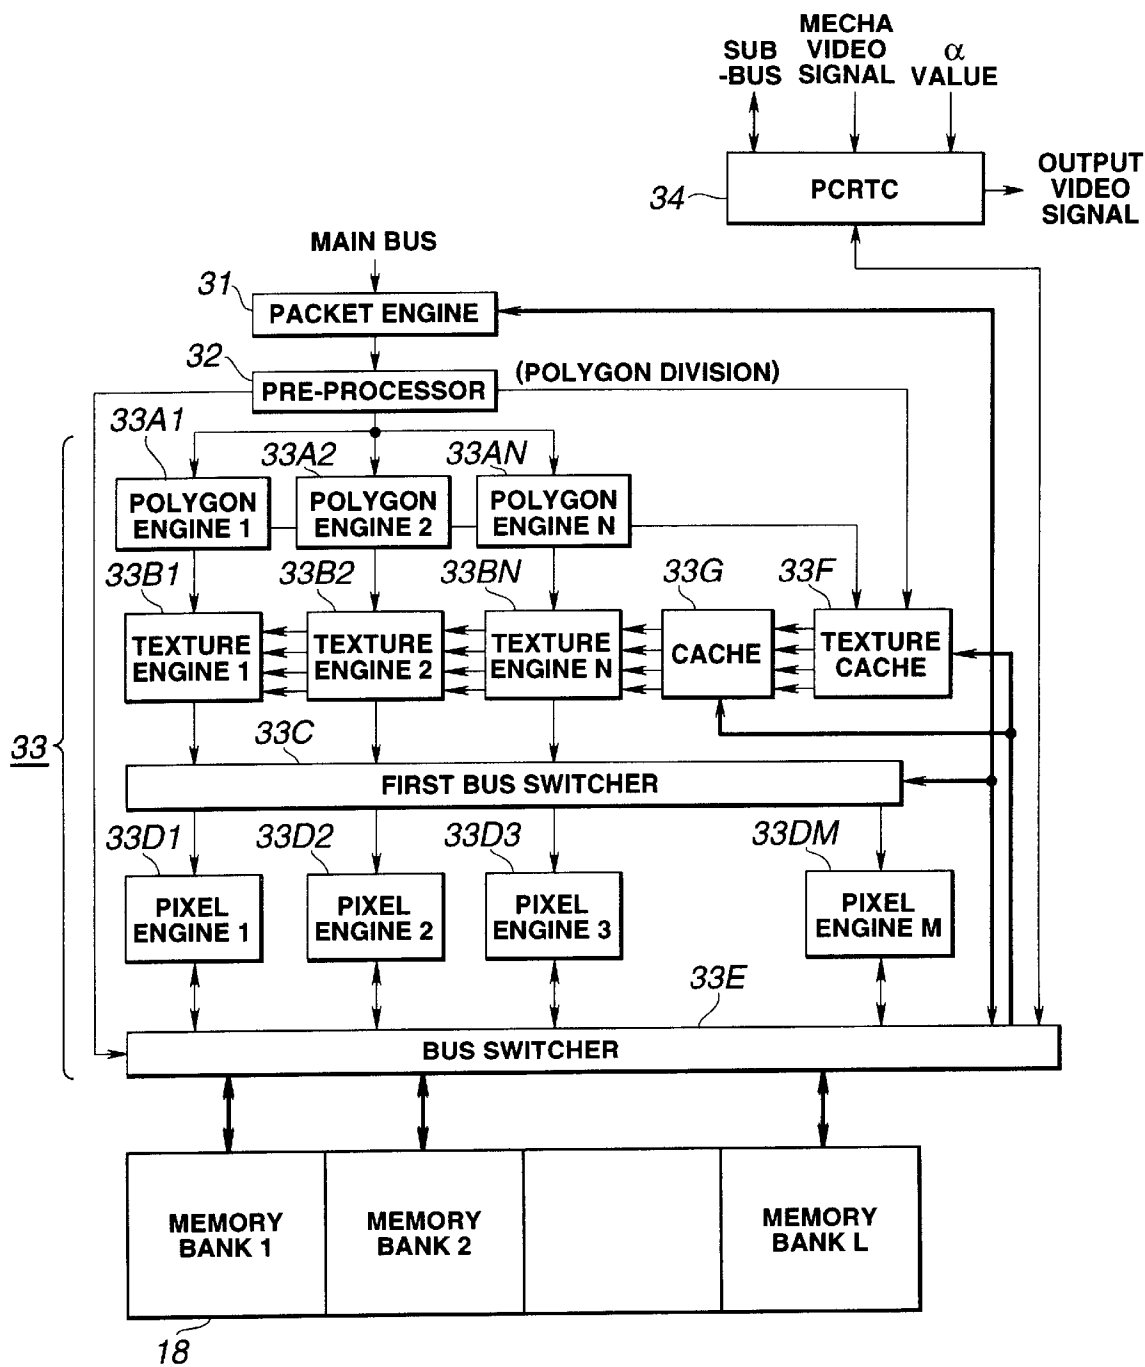 SUB
-BUS
MECHA
VIDEO
SIGNAL
α
VALUE
34
PCRTC
OUTPUT
VIDEO
SIGNAL
MAIN BUS
31
PACKET ENGINE
32
PRE-PROCESSOR
(POLYGON DIVISION)
33A1
33A2
33AN
POLYGON
ENGINE 1
POLYGON
ENGINE 2
POLYGON
ENGINE N
33B1
33B2
33BN
33G
33F
TEXTURE
ENGINE 1
TEXTURE
ENGINE 2
TEXTURE
ENGINE N
CACHE
TEXTURE
CACHE
33
33C
FIRST BUS SWITCHER
33D1
33D2
33D3
33DM
PIXEL
ENGINE 1
PIXEL
ENGINE 2
PIXEL
ENGINE 3
PIXEL
ENGINE M
33E
BUS SWITCHER
MEMORY
BANK 1
MEMORY
BANK 2
MEMORY
BANK L
18